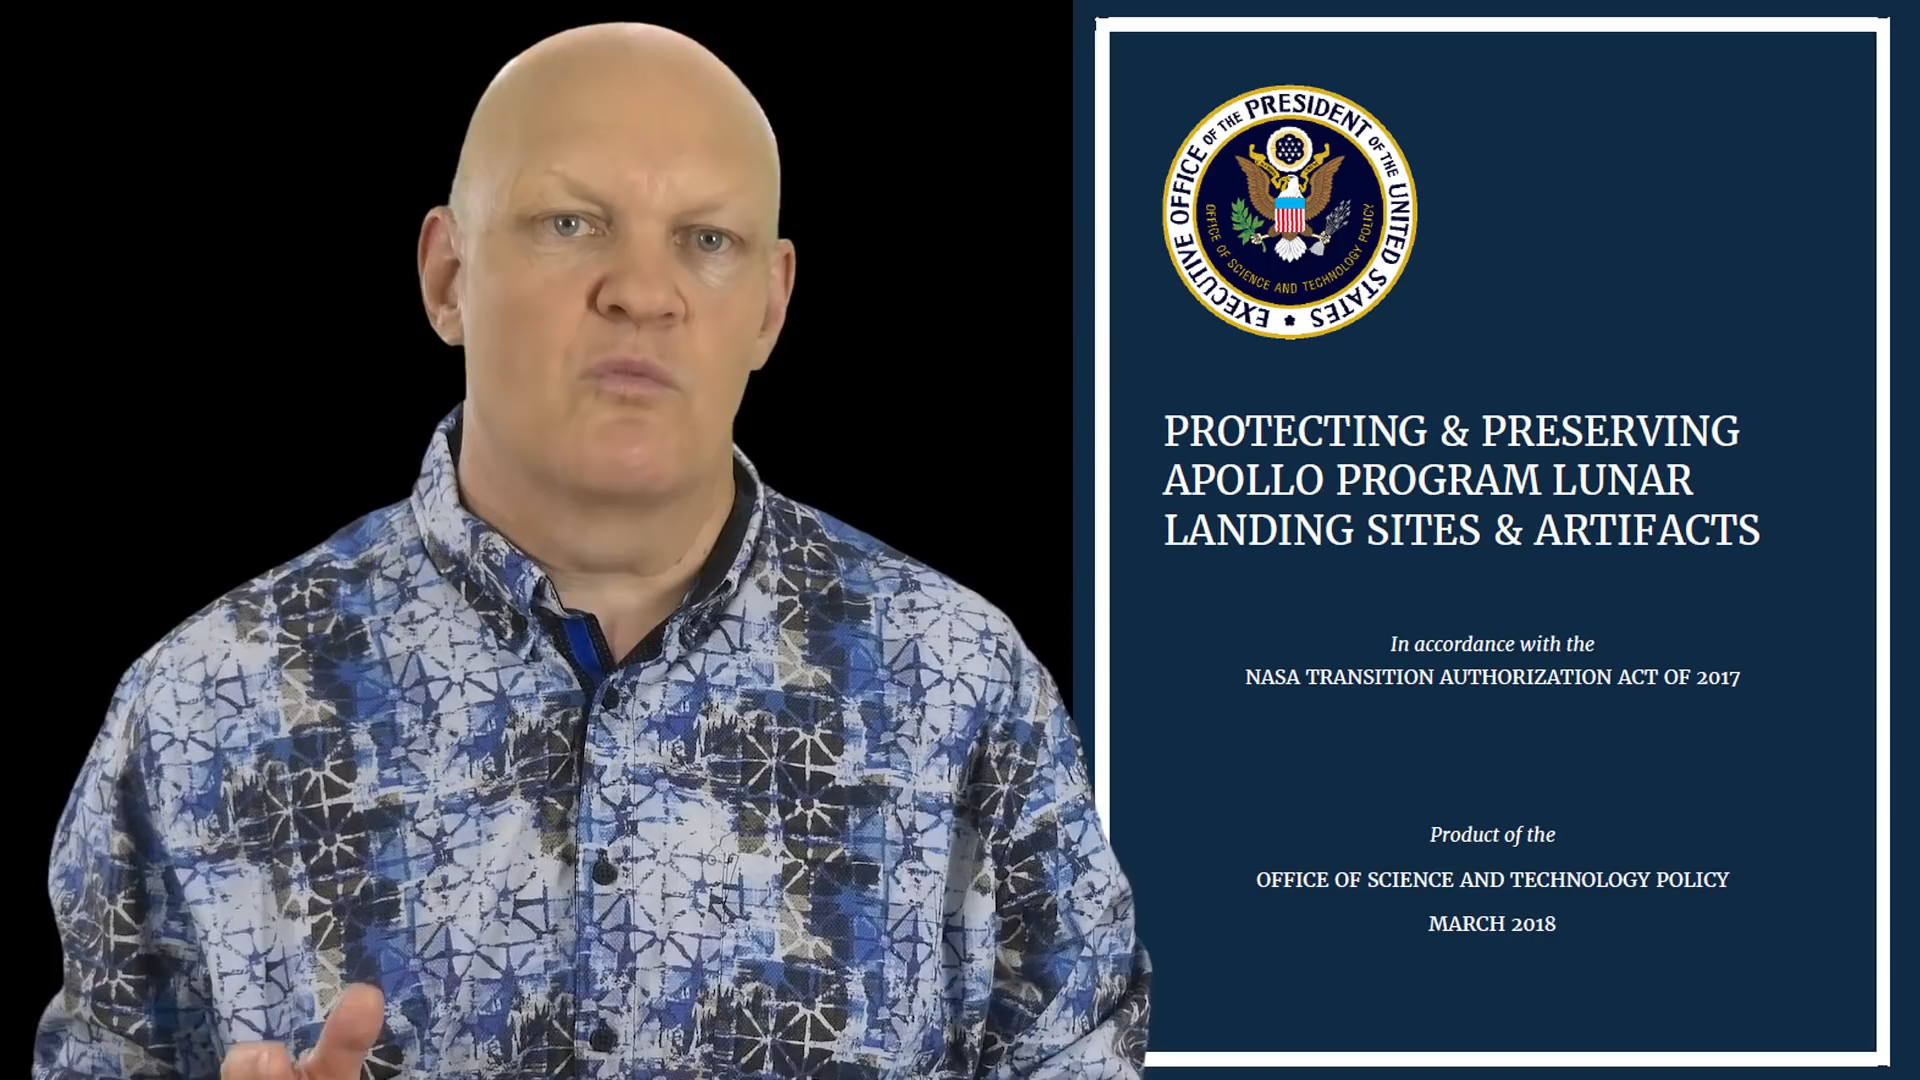 EXECUTIVE OFFICE OF THE PRESIDENT OF THE UNITED STATES
OFFICE OF SCIENCE AND TECHNOLOGY POLICY
PROTECTING & PRESERVING
APOLLO PROGRAM LUNAR
LANDING SITES & ARTIFACTS
In accordance with the
NASA TRANSITION AUTHORIZATION ACT OF 2017
Product of the
OFFICE OF SCIENCE AND TECHNOLOGY POLICY
MARCH 2018